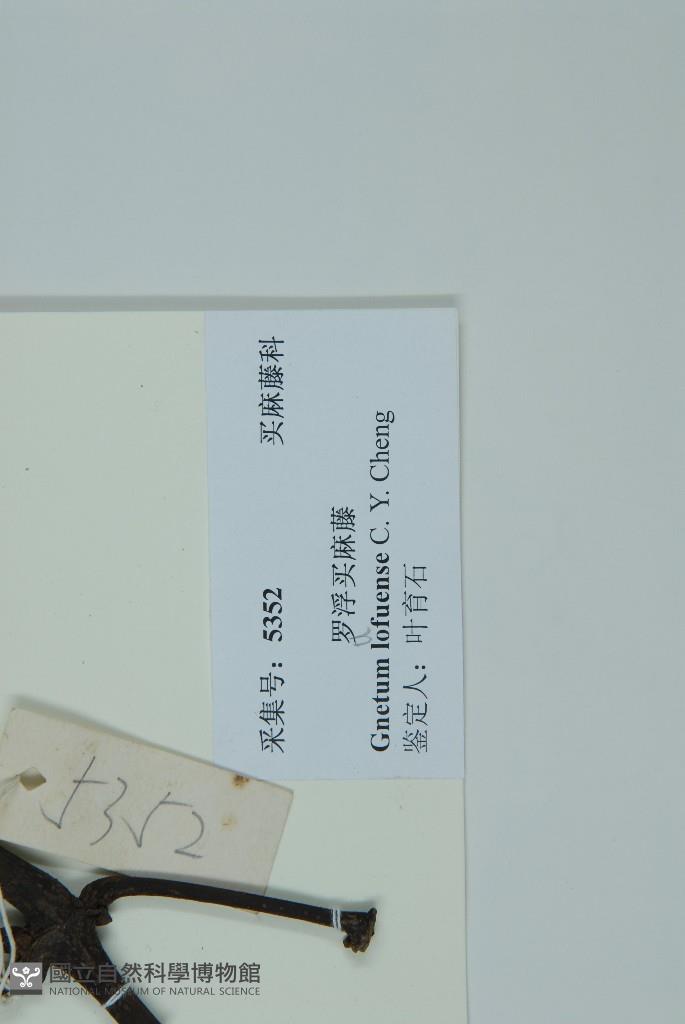 采集号：5352 买麻藤科
罗浮买麻藤
a
Gnetum lofuense C. Y. Cheng
鉴定人：叶育石
5352
國立自然科學博物館
NATIONAL MUSEUM OF NATURAL SCIENCE